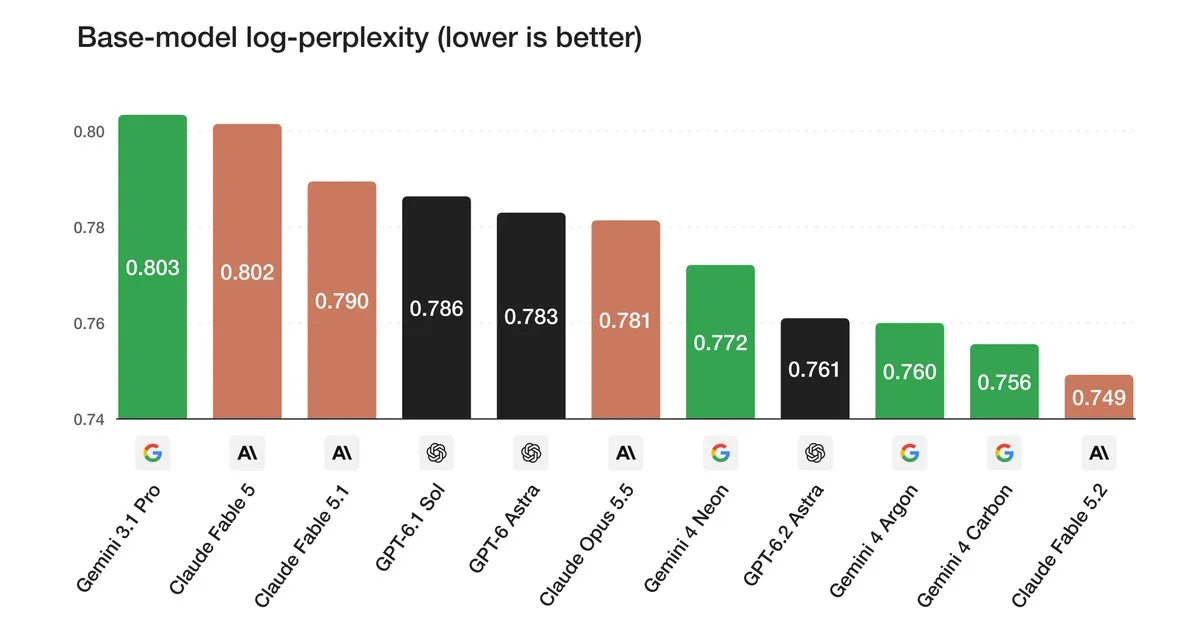 Base-model log-perplexity (lower is better)
0.80
0.78
0.76
0.74
0.803
0.802
0.790
0.786
0.783
0.781
0.772
0.761
0.760
0.756
0.749
G
A\
A\
A\
G
G
G
A\
Gemini 3.1 Pro
Claude Fable 5
Claude Fable 5.1
GPT-6.1 Sol
GPT-6 Astra
Claude Opus 5.5
Gemini 4 Neon
GPT-6.2 Astra
Gemini 4 Argon
Gemini 4 Carbon
Claude Fable 5.2